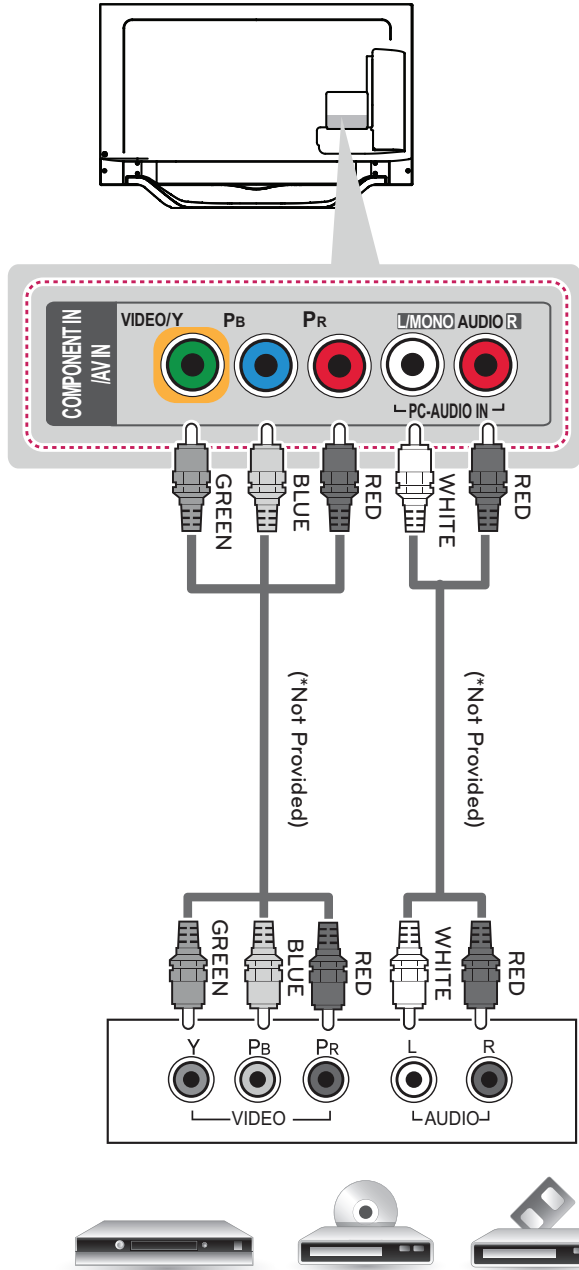 COMPONENT IN
/AV IN
VIDEO/Y PB PR L/MONO AUDIO R
PC-AUDIO IN
GREEN BLUE RED WHITE RED
(*Not Provided) (*Not Provided)
GREEN BLUE RED WHITE RED
Y PB PR L R
VIDEO AUDIO